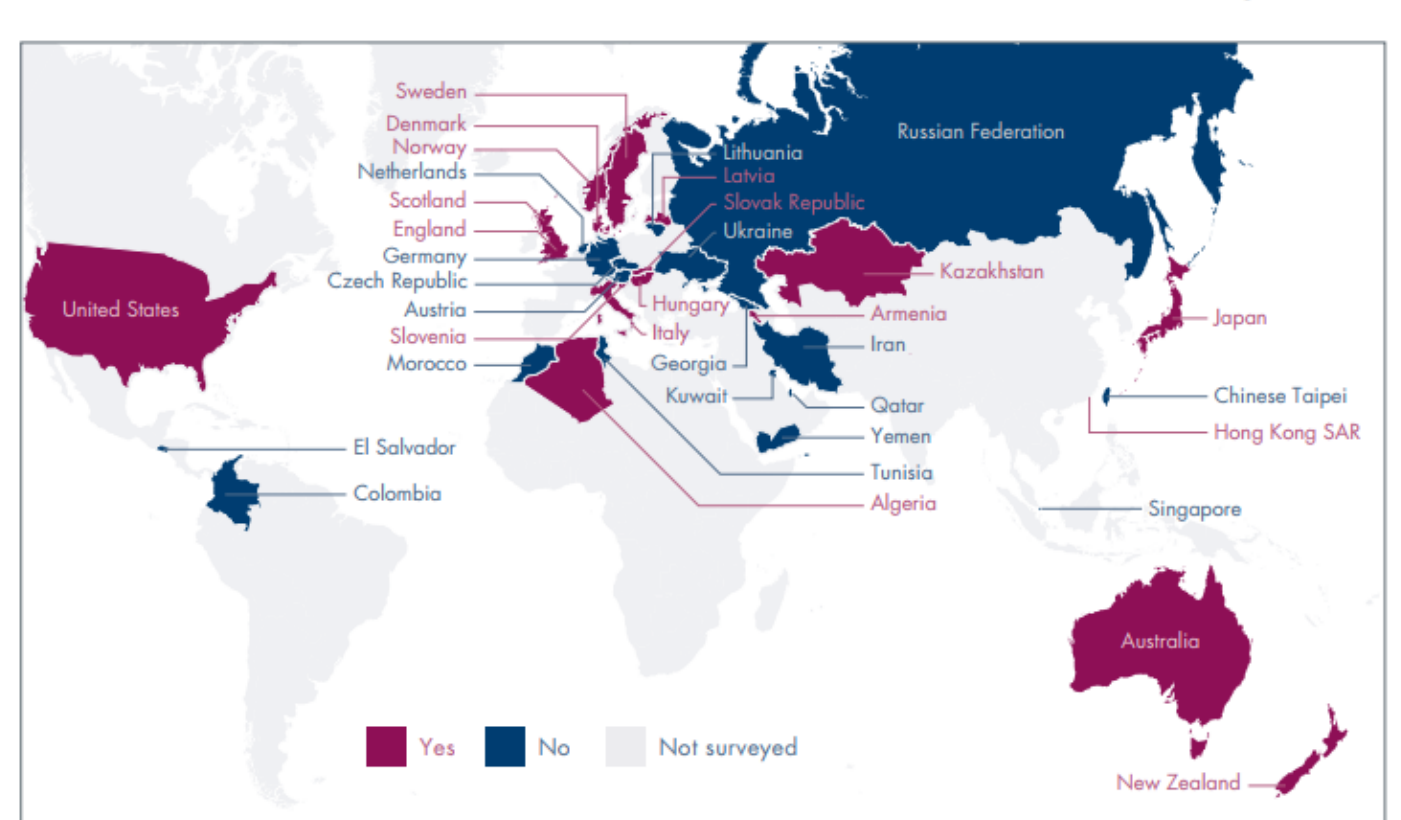 Sweden
Denmark
Norway
Netherlands
Scotland
England
Germany
Czech Republic
Austria
Slovenia
Morocco
Russian Federation
Lithuania
Latvia
Slovak Republic
Ukraine
Kazakhstan
United States
Hungary
Armenia
Japan
Italy
Iran
Georgia
Kuwait
Qatar
Chinese Taipei
Yemen
Hong Kong SAR
El Salvador
Tunisia
Colombia
Algeria
Singapore
Australia
Yes
No
Not surveyed
New Zealand